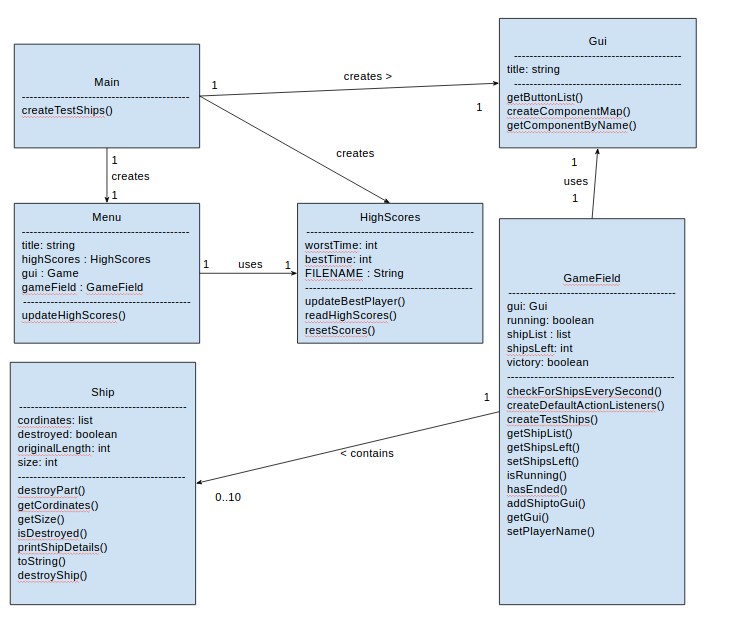 Main
------------------------------------------
createTestShips()
1
creates >
1
Gui
------------------------------------------
title: string
------------------------------------------
getButtonList()
createComponentMap()
getComponentByName()
creates
1
creates
1
1
uses
1
Menu
------------------------------------------
title: string
highScores : HighScores
gui : Game
gameField : GameField
------------------------------------------
updateHighScores()
1
uses
1
HighScores
------------------------------------------
worstTime: int
bestTime: int
FILENAME : String
------------------------------------------
updateBestPlayer()
readHighScores()
resetScores()
GameField
------------------------------------------
gui: Gui
running: boolean
shipList : list
shipsLeft: int
victory: boolean
------------------------------------------
checkForShipsEverySecond()
createDefaultActionListeners()
createTestShips()
getShipList()
getShipsLeft()
setShipsLeft()
isRunning()
hasEnded()
addShiptoGui()
getGui()
setPlayerName()
1
< contains
0..10
Ship
------------------------------------------
cordinates: list
destroyed: boolean
originalLength: int
size: int
------------------------------------------
destroyPart()
getCordinates()
getSize()
isDestroyed()
printShipDetails()
toString()
destroyShip()